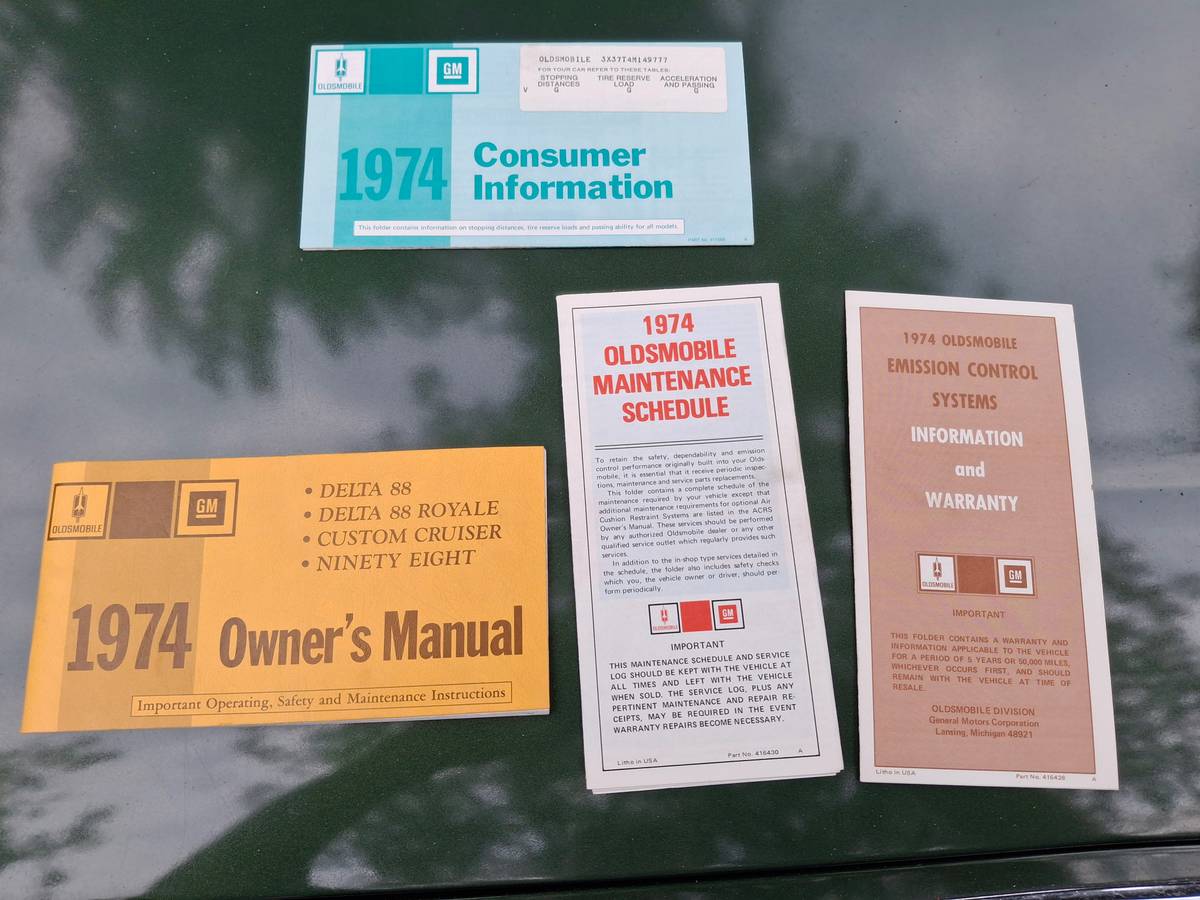 OLDSMOBILE
GM
OLDSMOBILE 3X37T4M149777
FOR YOUR CAR REFER TO THESE TABLES:
STOPPING DISTANCES TIRE RESERVE LOAD ACCELERATION AND PASSING
V G G G
1974
Consumer
Information
This folder contains information on stopping distances, tire reserve loads and passing ability for all models.
PART No.
A
OLDSMOBILE
GM
• DELTA 88
• DELTA 88 ROYALE
• CUSTOM CRUISER
• NINETY EIGHT
1974
Owner's Manual
Important Operating, Safety and Maintenance Instructions
1974
OLDSMOBILE
MAINTENANCE
SCHEDULE
To retain the safety, dependability and emission
control performance originally built into your Olds-
mobile, it is essential that it receive periodic inspec-
tions, maintenance and service parts replacements.
This folder contains a complete schedule of the
maintenance required by your vehicle except that
additional maintenance requirements for optional Air
Cushion Restraint Systems are listed in the ACRS
Owner's Manual. These services should be performed
by any authorized Oldsmobile dealer or any other
qualified service outlet which regularly provides such
services.
In addition to the in-shop type services detailed in
the schedule, the folder also includes safety checks
which you, the vehicle owner or driver, should per-
form periodically.
OLDSMOBILE
GM
IMPORTANT
THIS MAINTENANCE SCHEDULE AND SERVICE
LOG SHOULD BE KEPT WITH THE VEHICLE AT
ALL TIMES AND LEFT WITH THE VEHICLE
WHEN SOLD. THE SERVICE LOG, PLUS ANY
PERTINENT MAINTENANCE AND REPAIR RE-
CEIPTS, MAY BE REQUIRED IN THE EVENT
WARRANTY REPAIRS BECOME NECESSARY.
Litho in USA
Part No. 416430 A
1974 OLDSMOBILE
EMISSION CONTROL
SYSTEMS
INFORMATION
and
WARRANTY
OLDSMOBILE
GM
IMPORTANT
THIS FOLDER CONTAINS A WARRANTY AND
INFORMATION APPLICABLE TO THE VEHICLE
FOR A PERIOD OF 5 YEARS OR 50,000 MILES,
WHICHEVER OCCURS FIRST, AND SHOULD
REMAIN WITH THE VEHICLE AT TIME OF
RESALE.
OLDSMOBILE DIVISION
General Motors Corporation
Lansing, Michigan 48921
Litho in USA
Part No. 416428 A